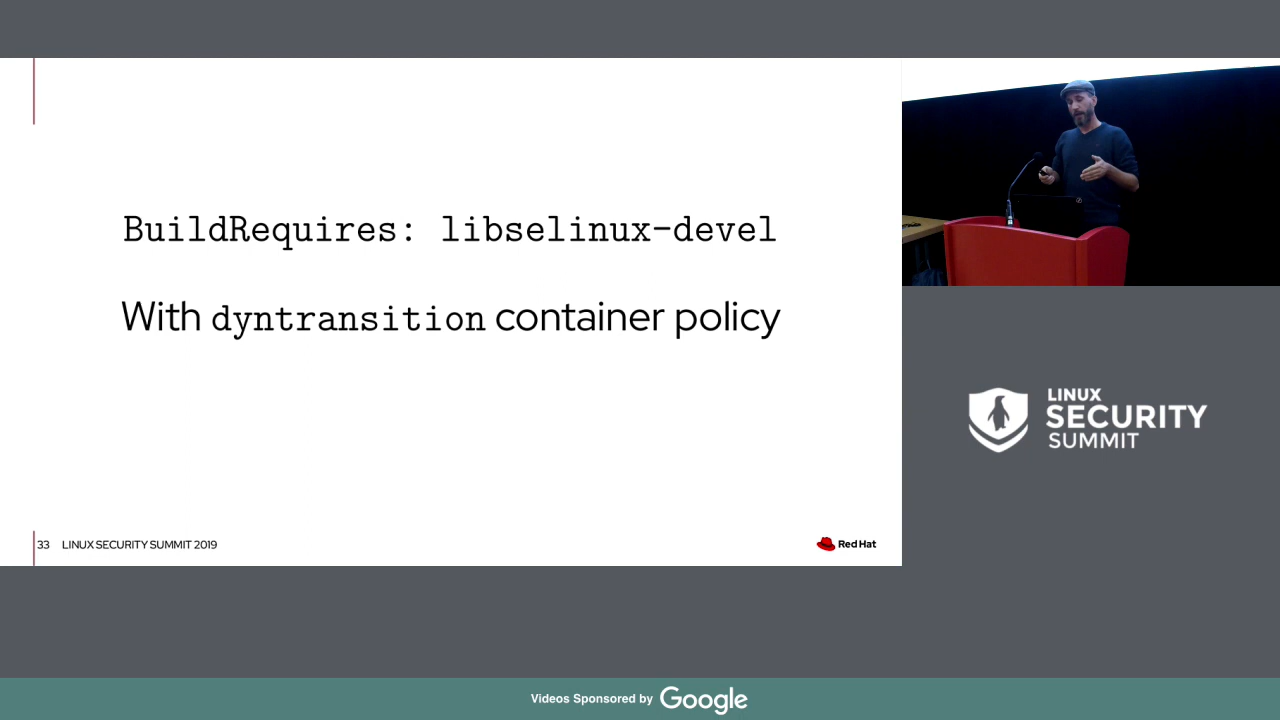 BuildRequires: libselinux-devel
With dyntransition container policy
33 LINUX SECURITY SUMMIT 2019
Red Hat
LINUX
SECURITY
SUMMIT
Videos Sponsored by Google